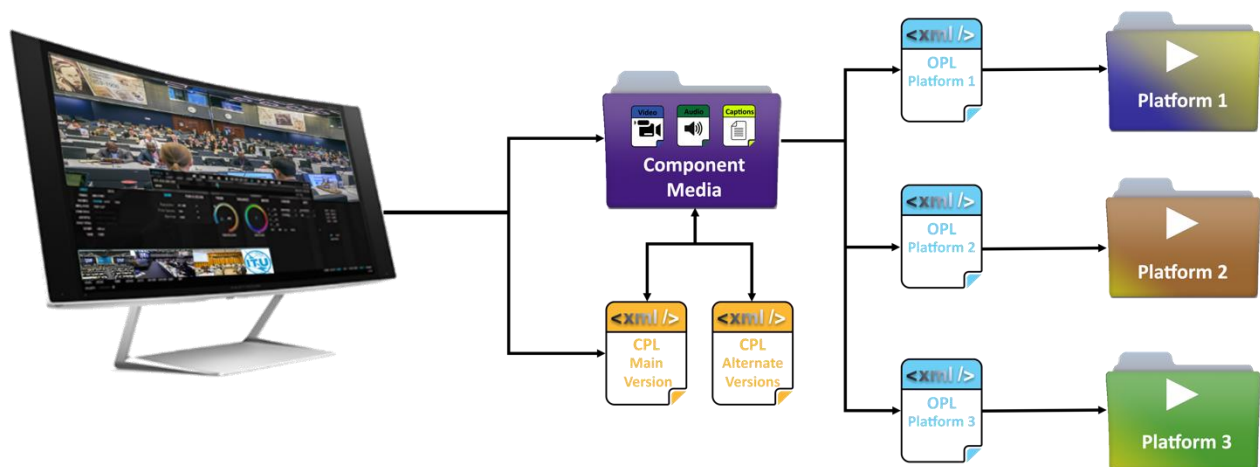 ITU
Video
Audio
Captions
Component
Media
<xml />
CPL
Main
Version
<xml />
CPL
Alternate
Versions
<xml />
OPL
Platform 1
<xml />
OPL
Platform 2
<xml />
OPL
Platform 3
Platform 1
Platform 2
Platform 3